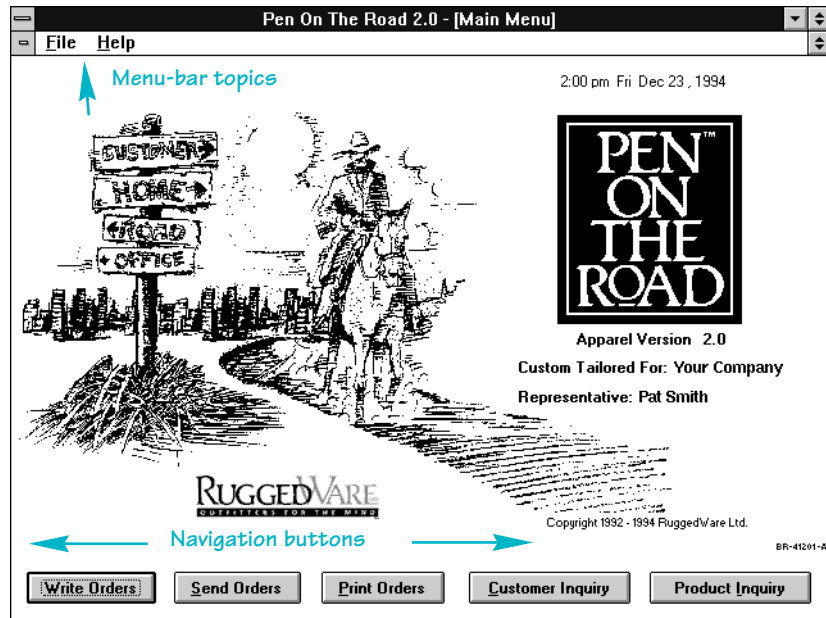 Pen On The Road 2.0 - [Main Menu]
File Help
Menu-bar topics
2:00 pm Fri Dec 23 , 1994
CUSTOMER
HOME
ROAD
OFFICE
PEN™
ON
THE
ROAD
Apparel Version 2.0
Custom Tailored For: Your Company
Representative: Pat Smith
RUGGEDWARE
OUTFITTERS FOR THE MIND
Copyright 1992 - 1994 RuggedWare Ltd.
Navigation buttons
BR-41201-A
Write Orders Send Orders Print Orders Customer Inquiry Product Inquiry